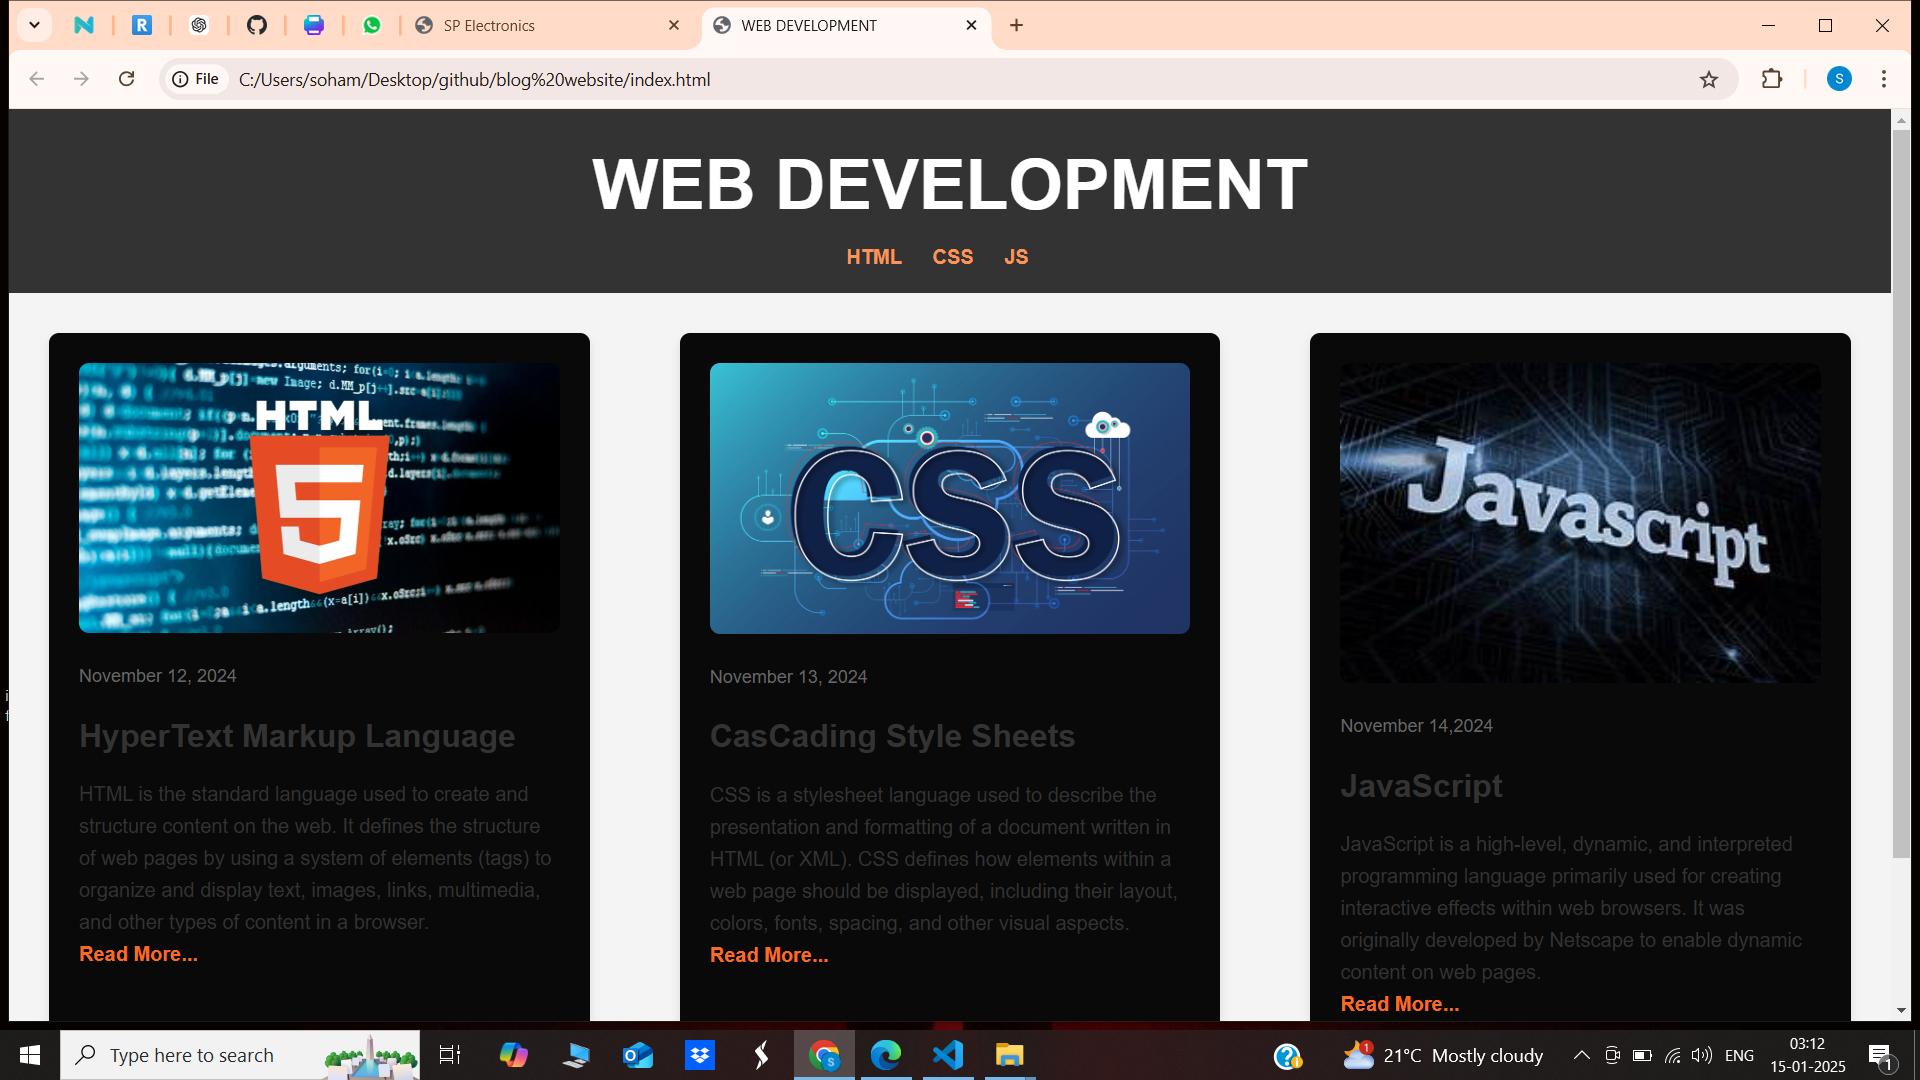 SP Electronics
WEB DEVELOPMENT
File
C:/Users/soham/Desktop/github/blog%20website/index.html
S
WEB DEVELOPMENT
HTML CSS JS
HTML
5
CSS
Javascript
November 12, 2024
HyperText Markup Language
HTML is the standard language used to create and
structure content on the web. It defines the structure
of web pages by using a system of elements (tags) to
organize and display text, images, links, multimedia,
and other types of content in a browser.
Read More...
November 13, 2024
CasCading Style Sheets
CSS is a stylesheet language used to describe the
presentation and formatting of a document written in
HTML (or XML). CSS defines how elements within a
web page should be displayed, including their layout,
colors, fonts, spacing, and other visual aspects.
Read More...
November 14,2024
JavaScript
JavaScript is a high-level, dynamic, and interpreted
programming language primarily used for creating
interactive effects within web browsers. It was
originally developed by Netscape to enable dynamic
content on web pages.
Read More...
Type here to search
1
21°C Mostly cloudy
ENG
03:12
15-01-2025
1